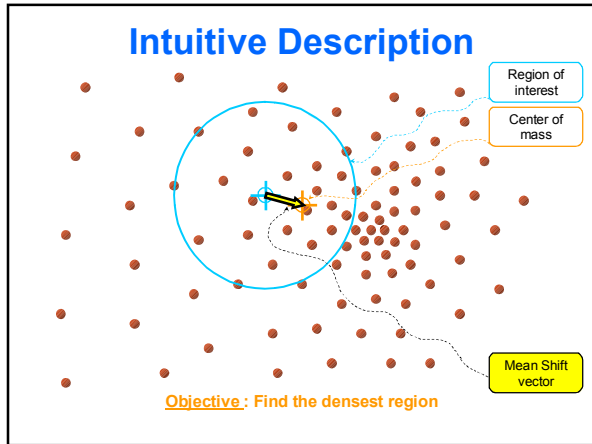 Intuitive Description
Region of
interest
Center of
mass
Mean Shift
vector
Objective : Find the densest region